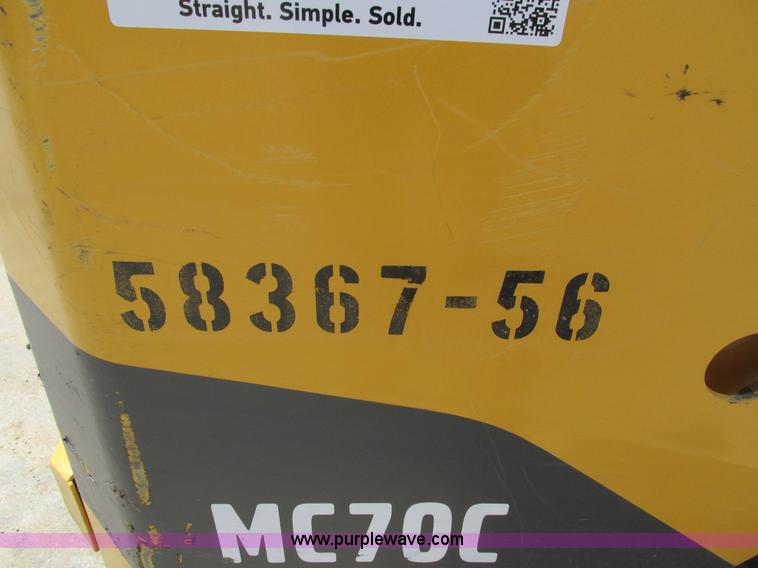 Straight. Simple. Sold.
58367-56
MC70C
www.purplewave.com